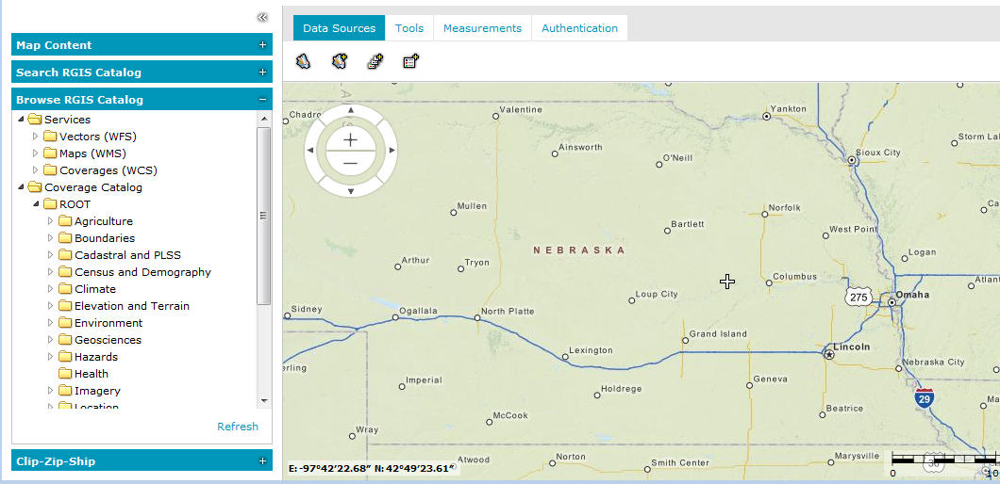 «
Map Content +
Search RGIS Catalog +
Browse RGIS Catalog −
Services
Vectors (WFS)
Maps (WMS)
Coverages (WCS)
Coverage Catalog
ROOT
Agriculture
Boundaries
Cadastral and PLSS
Census and Demography
Climate
Elevation and Terrain
Environment
Geosciences
Hazards
Health
Imagery
Location
Refresh
Clip-Zip-Ship +
Data Sources Tools Measurements Authentication
Valentine
Yankton
Chadr
Ainsworth
O'Neill
Sioux City
Storm Lak
Mullen
Norfolk
Bartlett
West Point
NEBRASKA
Logan
Arthur
Tryon
Columbus
Atlan
Loup City
275
Omaha
Sidney
Ogallala
North Platte
Grand Island
Lincoln
Lexington
Nebraska City
erling
Imperial
Geneva
Holdrege
29
Beatrice
McCook
Wray
Atwood
Norton
Smith Center
Marysville
E: -97°42'22.68" N: 42°49'23.61"
36
0
10